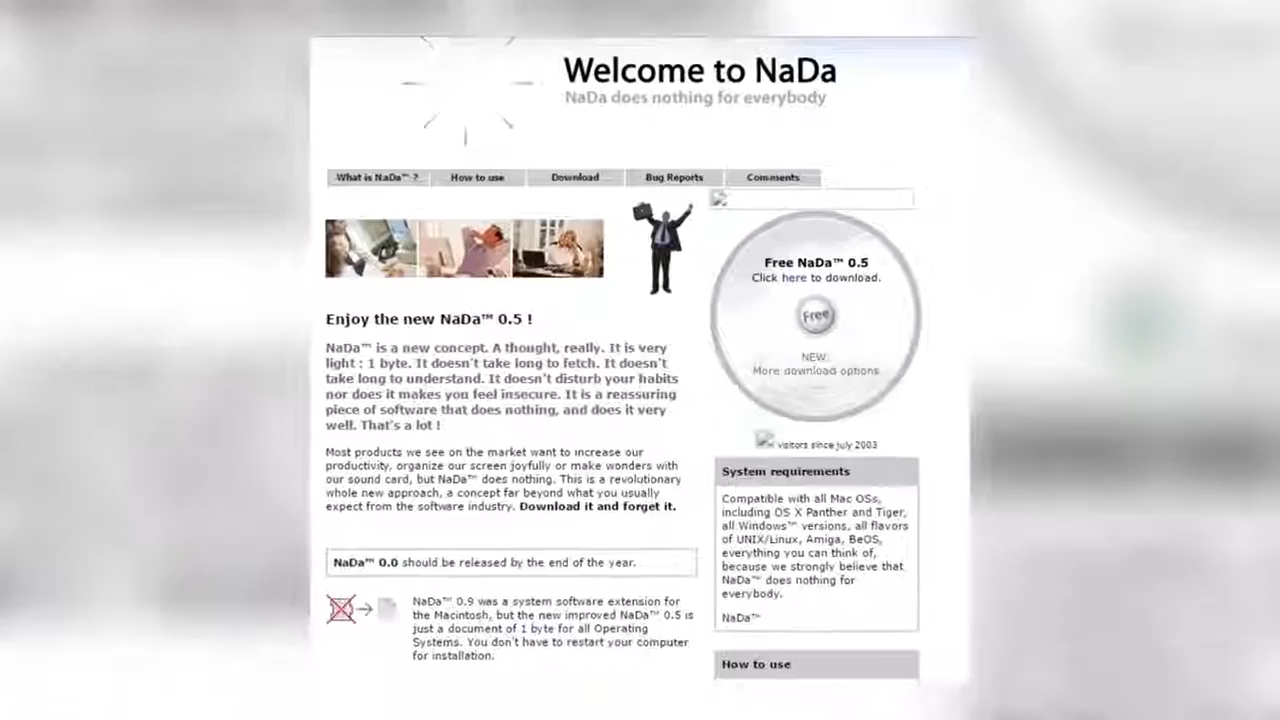 Welcome to NaDa
NaDa does nothing for everybody
What is NaDa™ ?
How to use
Download
Bug Reports
Comments
Enjoy the new NaDa™ 0.5 !
NaDa™ is a new concept. A thought, really. It is very
light : 1 byte. It doesn't take long to fetch. It doesn't
take long to understand. It doesn't disturb your habits
nor does it makes you feel insecure. It is a reassuring
piece of software that does nothing, and does it very
well. That's a lot !
Most products we see on the market want to increase our
productivity, organize our screen joyfully or make wonders with
our sound card, but NaDa™ does nothing. This is a revolutionary
whole new approach, a concept far beyond what you usually
expect from the software industry. Download it and forget it.
NaDa™ 0.0 should be released by the end of the year.
NaDa™ 0.9 was a system software extension for
the Macintosh, but the new improved NaDa™ 0.5 is
just a document of 1 byte for all Operating
Systems. You don't have to restart your computer
for installation.
Free NaDa™ 0.5
Click here to download.
Free
NEW:
More download options
visitors since july 2003
System requirements
Compatible with all Mac OSs,
including OS X Panther and Tiger,
all Windows™ versions, all flavors
of UNIX/Linux, Amiga, BeOS,
everything you can think of,
because we strongly believe that
NaDa™ does nothing for
everybody.
NaDa™
How to use